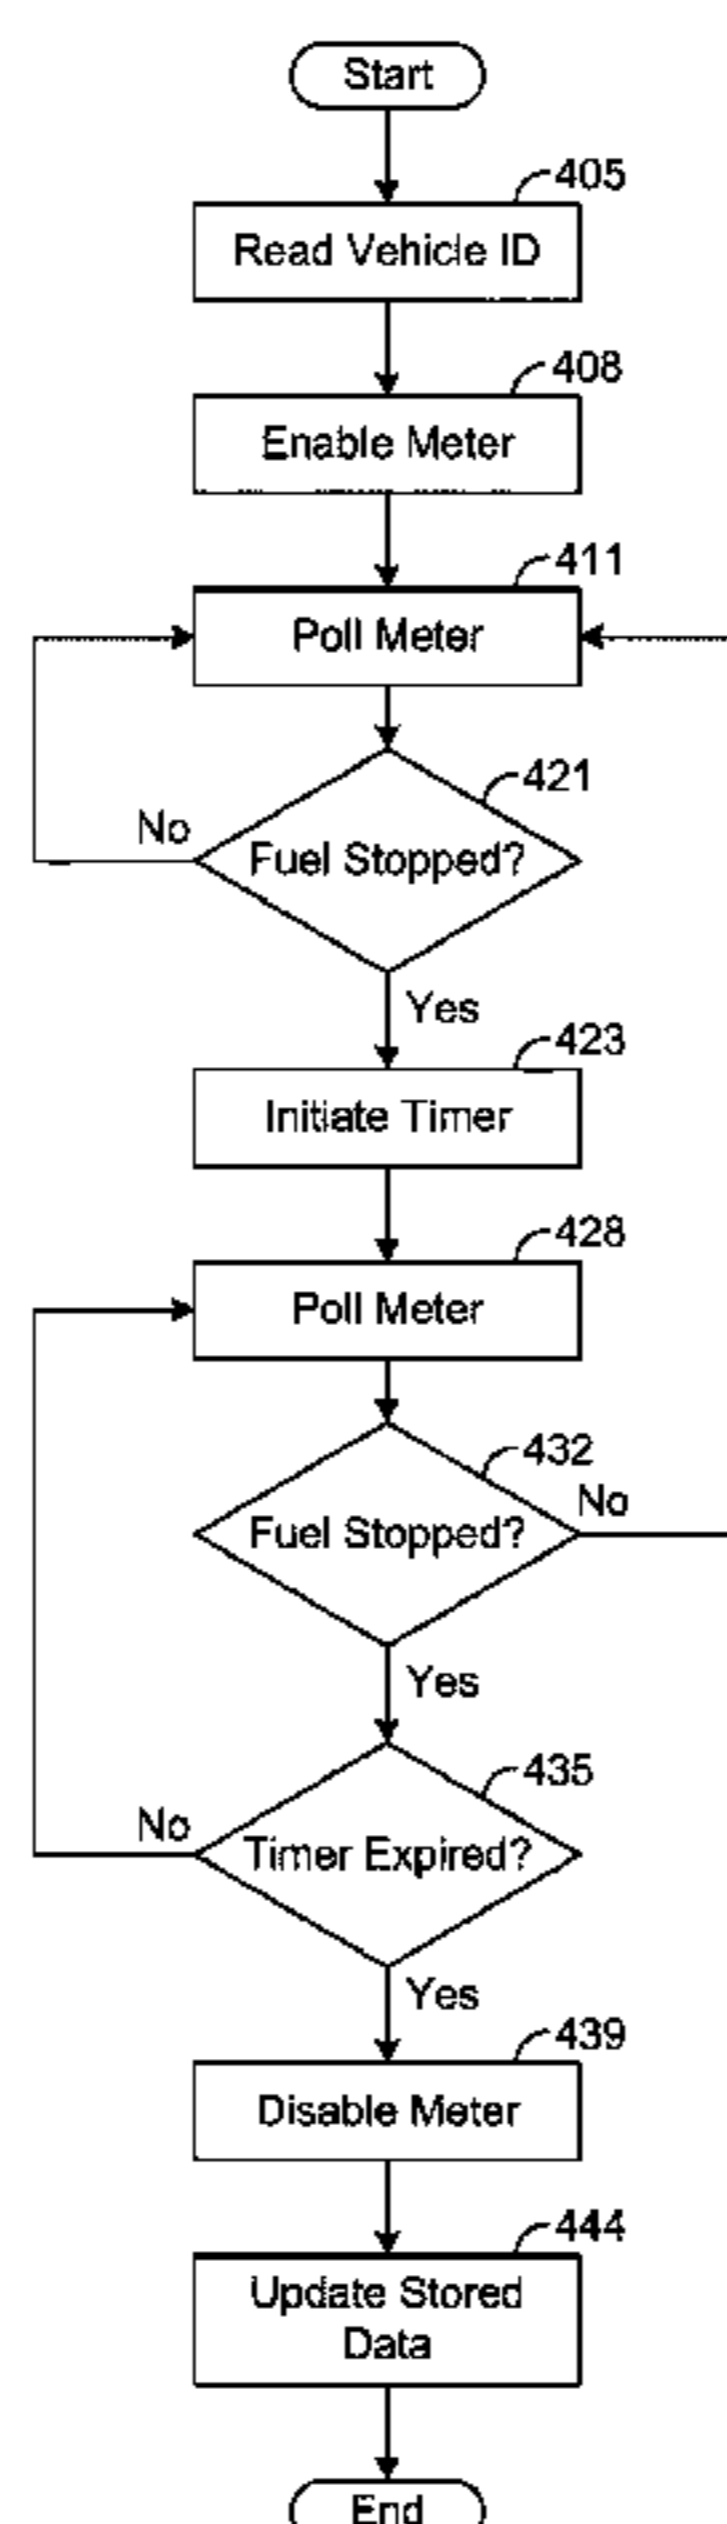 Start
405
Read Vehicle ID
408
Enable Meter
411
Poll Meter
421
No
Fuel Stopped?
Yes
423
Initiate Timer
428
Poll Meter
432
No
Fuel Stopped?
Yes
435
No
Timer Expired?
Yes
439
Disable Meter
444
Update Stored
Data
End